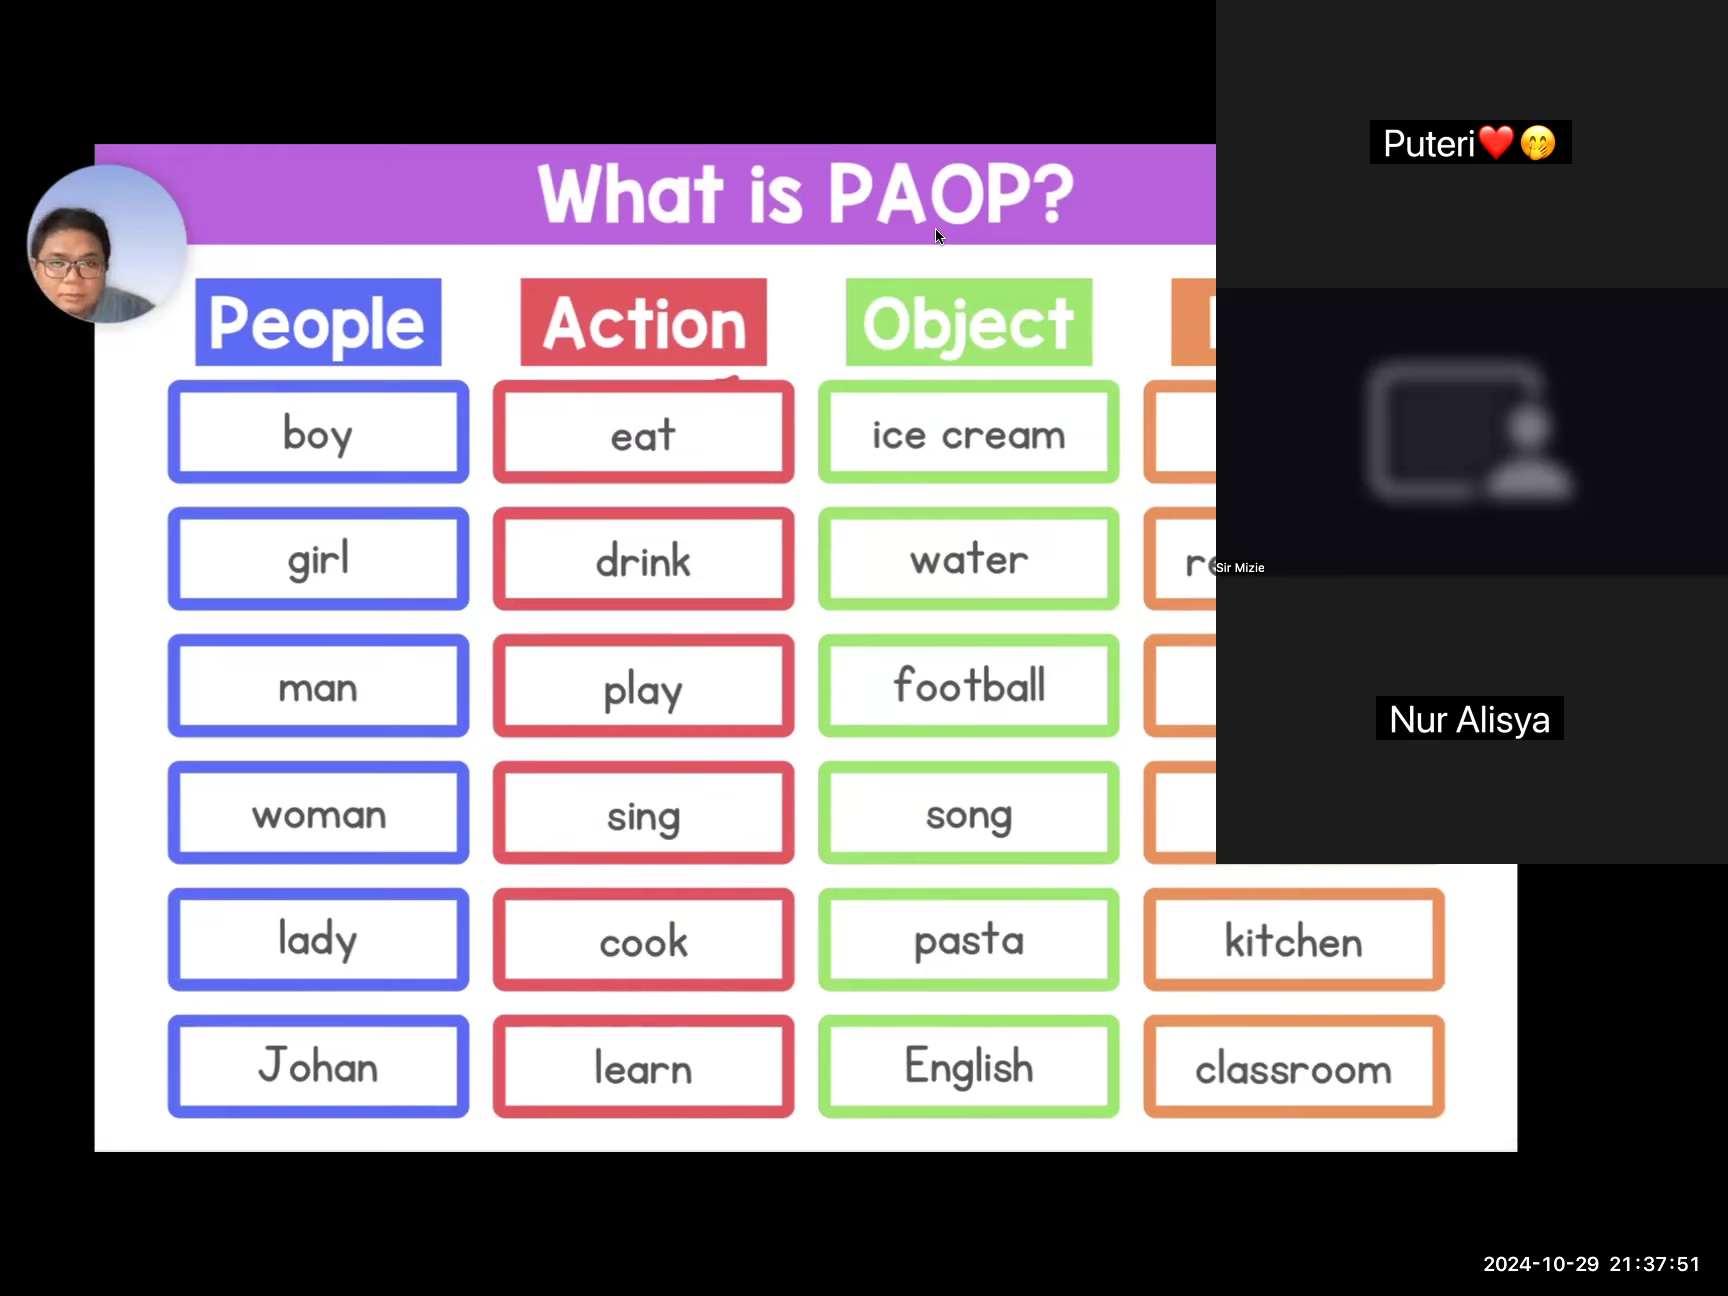 What is PAOP?
People Action Object
boy eat ice cream
girl drink water
man play football
woman sing song
lady cook pasta kitchen
Johan learn English classroom
Puteri❤️🤭
Sir Mizie
Nur Alisya
2024-10-29 21:37:51